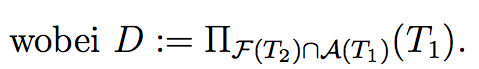 wobei D := Π_{𝓕(T₂)∩𝓐(T₁)}(T₁).